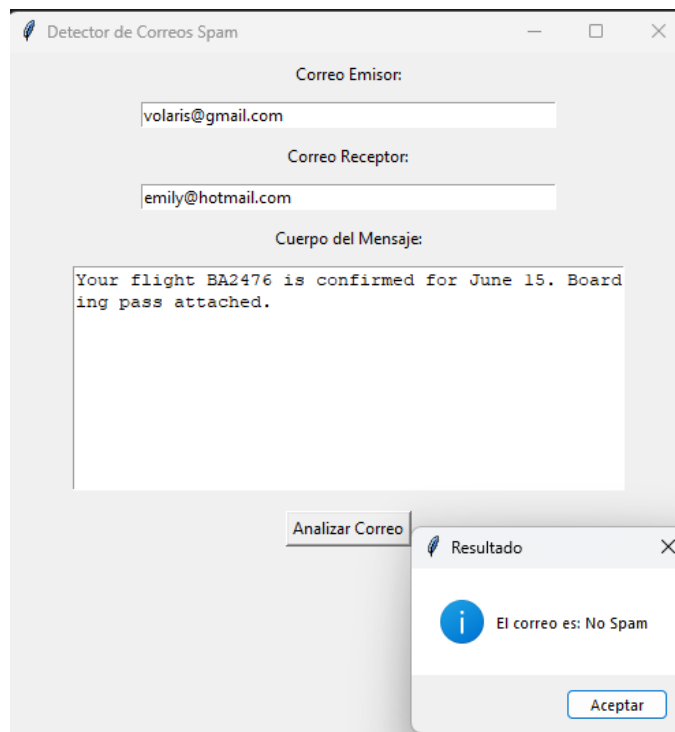 Detector de Correos Spam
Correo Emisor:
volaris@gmail.com
Correo Receptor:
emily@hotmail.com
Cuerpo del Mensaje:
Your flight BA2476 is confirmed for June 15. Board
ing pass attached.
Analizar Correo
Resultado
El correo es: No Spam
Aceptar